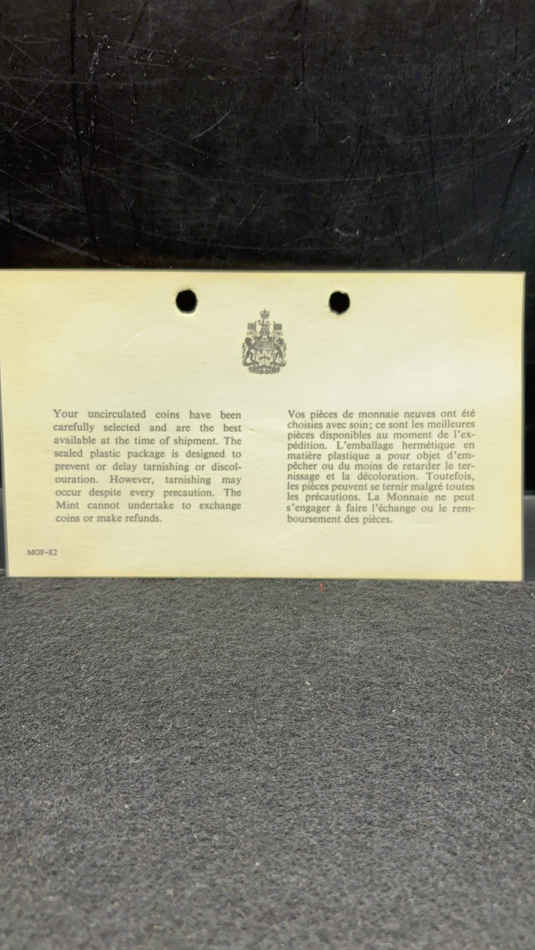 Your uncirculated coins have been
carefully selected and are the best
available at the time of shipment. The
sealed plastic package is designed to
prevent or delay tarnishing or discol-
ouration. However, tarnishing may
occur despite every precaution. The
Mint cannot undertake to exchange
coins or make refunds.
Vos pièces de monnaie neuves ont été
choisies avec soin; ce sont les meilleures
pièces disponibles au moment de l'ex-
pédition. L'emballage hermétique en
matière plastique a pour objet d'em-
pêcher ou du moins de retarder le ter-
nissage et la décoloration. Toutefois,
les pièces peuvent se ternir malgré toutes
les précautions. La Monnaie ne peut
s'engager à faire l'échange ou le rem-
boursement des pièces.